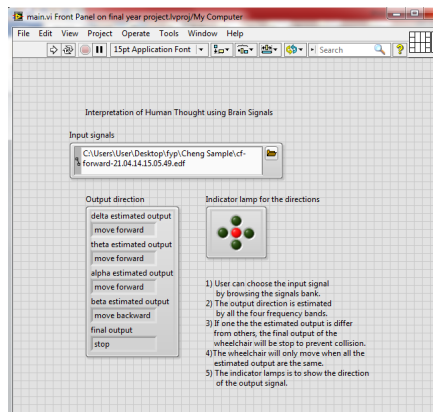 main.vi Front Panel on final year project.lvproj/My Computer
File Edit View Project Operate Tools Window Help
15pt Application Font
Search
Interpretation of Human Thought using Brain Signals
Input signals
C:\Users\User\Desktop\fyp\Cheng Sample\cf-
forward-21.04.14.15.05.49.edf
Output direction
delta estimated output
move forward
theta estimated output
move forward
alpha estimated output
move forward
beta estimated output
move backward
final output
stop
Indicator lamp for the directions
1) User can choose the input signal
by browsing the signals bank.
2) The output direction is estimated
by all the four frequency bands.
3) If one the the estimated output is differ
from others, the final output of the
wheelchair will be stop to prevent collision.
4)The wheelchair will only move when all the
estimated output are the same.
5) The indicator lamps is to show the direction
of the output signal.